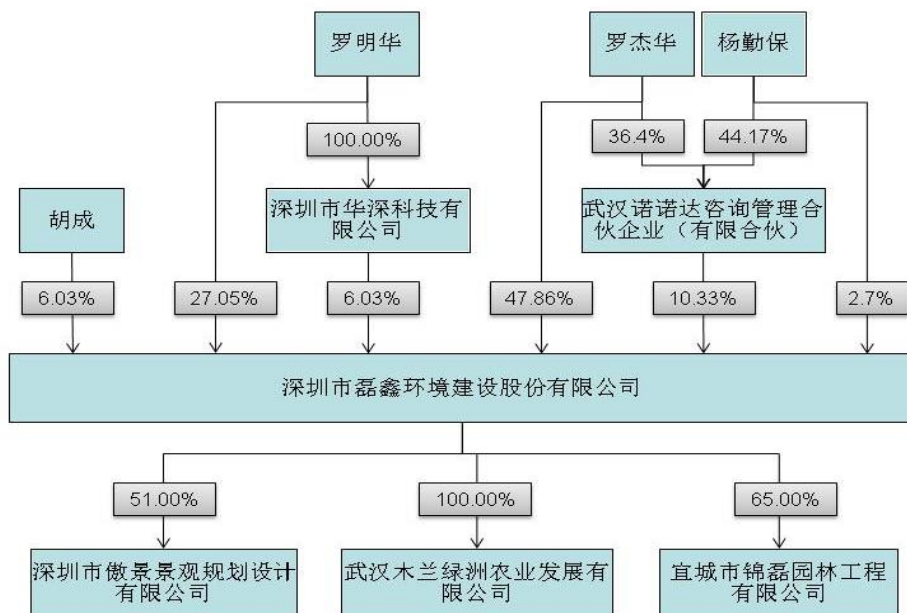 罗明华
罗杰华
杨勤保
100.00%
36.4%
44.17%
胡成
深圳市华深科技有
限公司
武汉诺诺达咨询管理合
伙企业（有限合伙）
6.03%
27.05%
6.03%
47.86%
10.33%
2.7%
深圳市磊鑫环境建设股份有限公司
51.00%
100.00%
65.00%
深圳市傲景景观规划设计
有限公司
武汉木兰绿洲农业发展有
限公司
宜城市锦磊园林工程
有限公司